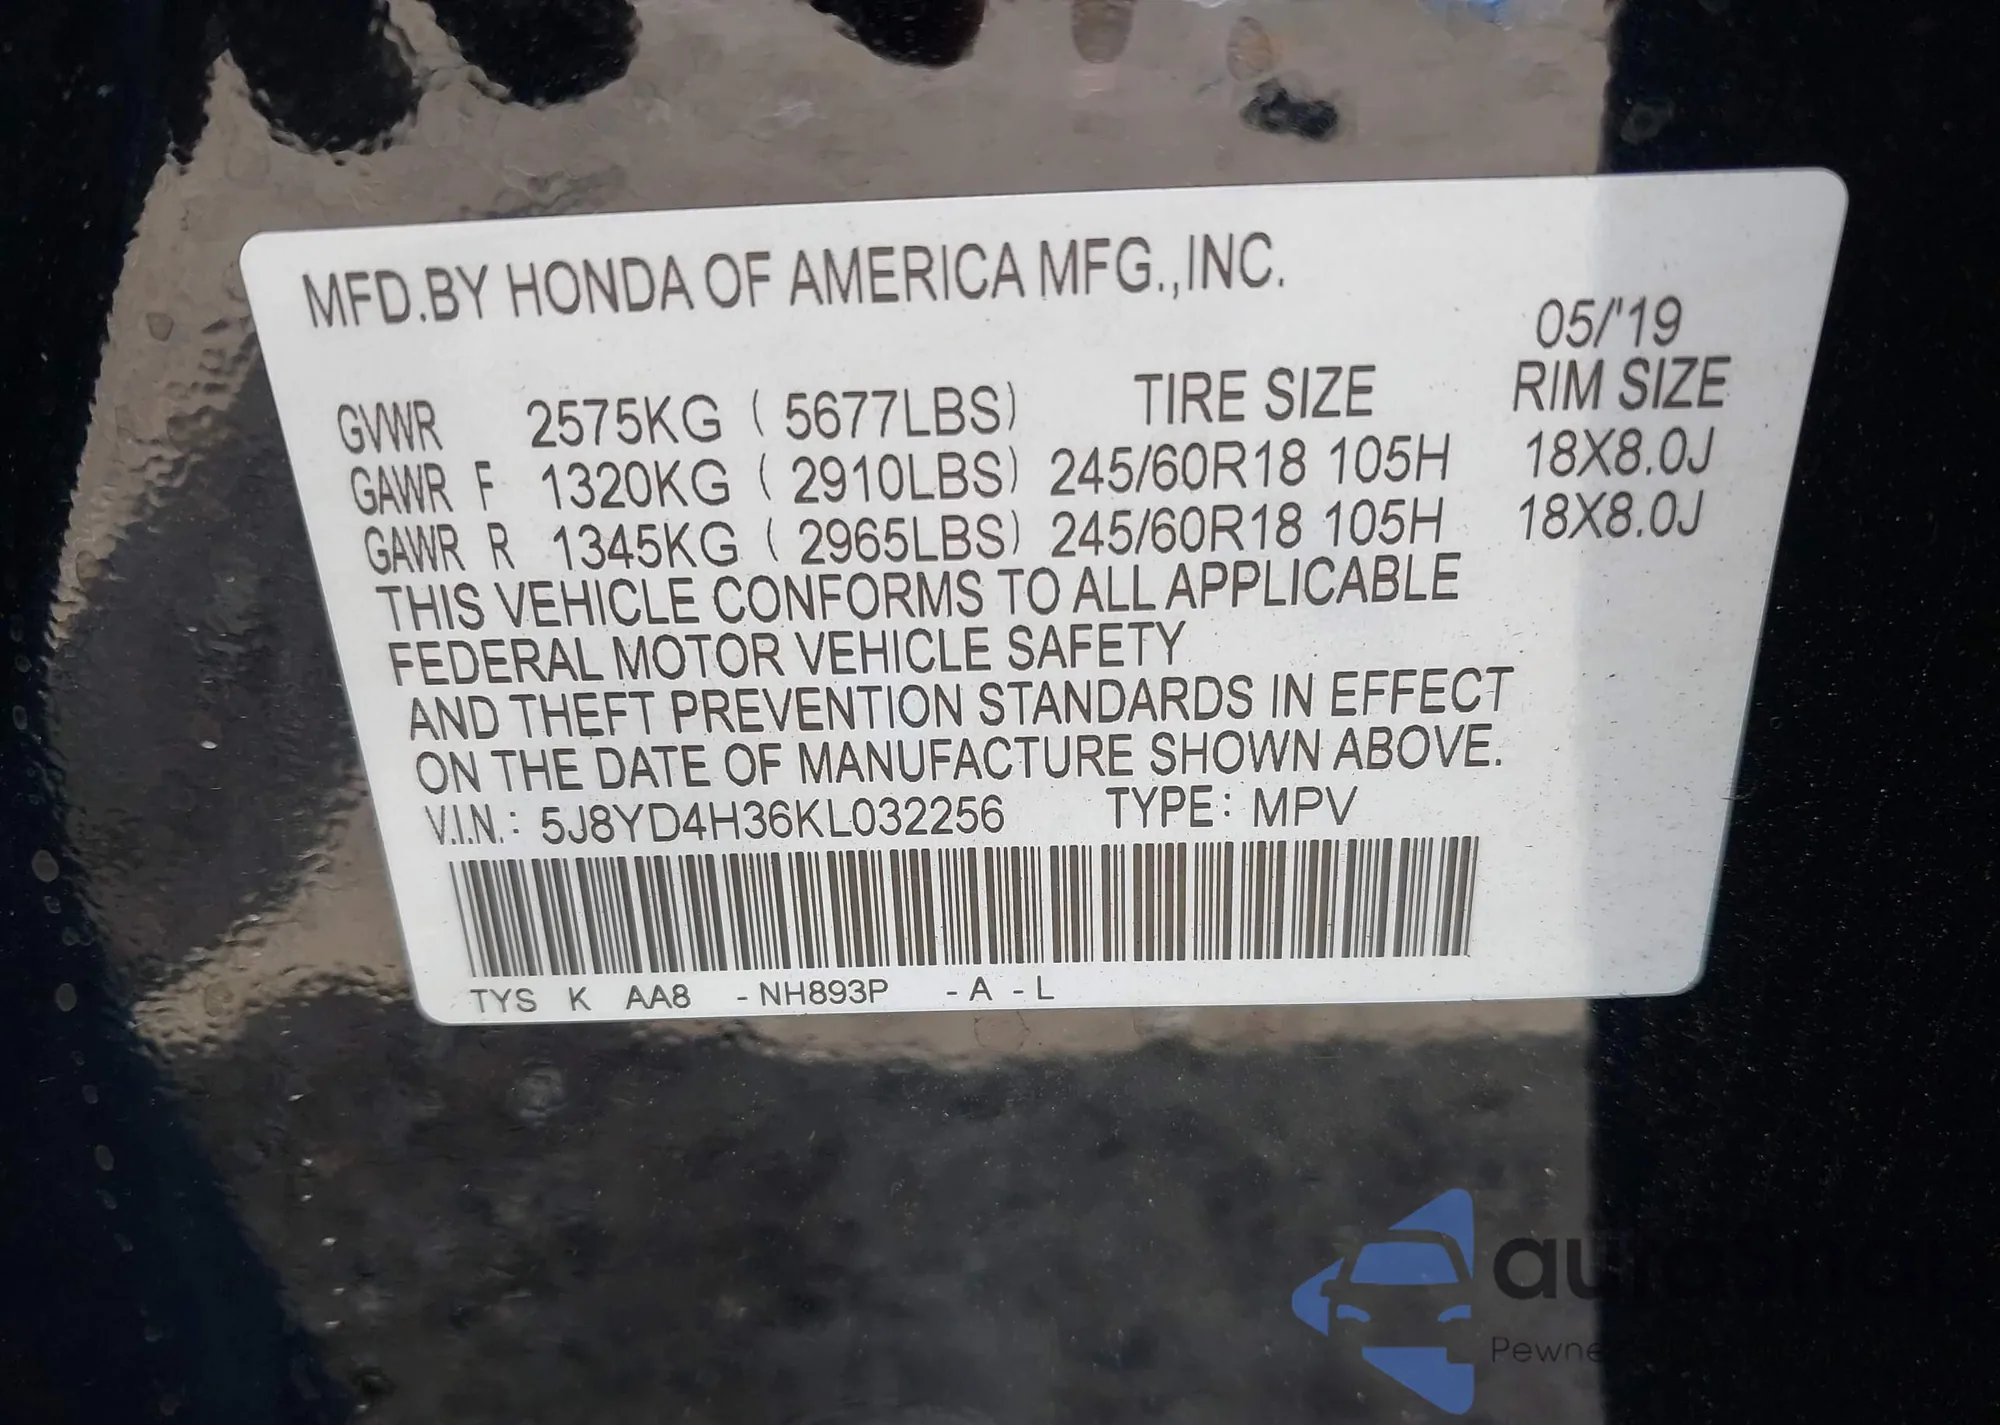 MFD.BY HONDA OF AMERICA MFG.,INC.
05/'19
GVWR 2575KG ( 5677LBS) TIRE SIZE RIM SIZE
GAWR F 1320KG ( 2910LBS) 245/60R18 105H 18X8.0J
GAWR R 1345KG ( 2965LBS) 245/60R18 105H 18X8.0J
THIS VEHICLE CONFORMS TO ALL APPLICABLE
FEDERAL MOTOR VEHICLE SAFETY
AND THEFT PREVENTION STANDARDS IN EFFECT
ON THE DATE OF MANUFACTURE SHOWN ABOVE.
V.I.N.: 5J8YD4H36KL032256 TYPE: MPV
TYS K AA8 -NH893P -A -L